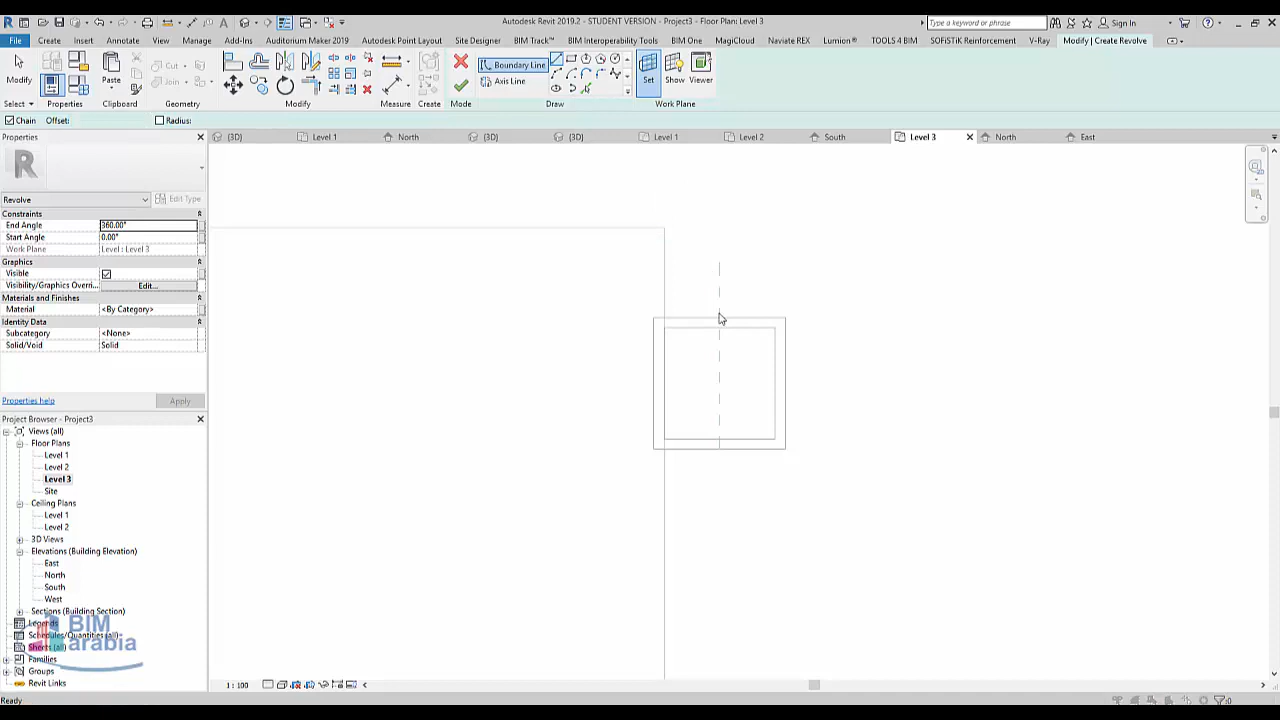 Autodesk Revit 2019.2 - STUDENT VERSION - Project3 - Floor Plan: Level 3
Type a keyword or phrase
Sign In
File Create Insert Annotate View Manage Add-Ins Auditorium Maker 2019 Autodesk Point Layout Site Designer BIM Track™ BIM Interoperability Tools BIM One MagiCloud Naviate REX Lumion® TOOLS 4 BIM SOFiSTiK Reinforcement V-Ray Modify | Create Revolve
Modify Paste Cut Join Boundary Line Axis Line Set Show Viewer
Select Properties Clipboard Geometry Modify Measure Create Mode Draw Work Plane
Chain Offset: Radius:
Properties
(3D) Level 1 North (3D) (3D) Level 1 Level 2 South Level 3 North East
Revolve Edit Type
Constraints
End Angle 360.00°
Start Angle 0.00°
Work Plane Level : Level 3
Graphics
Visible
Visibility/Graphics Overri... Edit...
Materials and Finishes
Material <By Category>
Identity Data
Subcategory <None>
Solid/Void Solid
Properties help Apply
Project Browser - Project3
Views (all)
Floor Plans
Level 1
Level 2
Level 3
Site
Ceiling Plans
Level 1
Level 2
3D Views
Elevations (Building Elevation)
East
North
South
West
Sections (Building Section)
Legends
Schedules/Quantities (all)
Sheets (all)
Families
Groups
Revit Links
BIM
arabia
1 : 100
Ready
:0